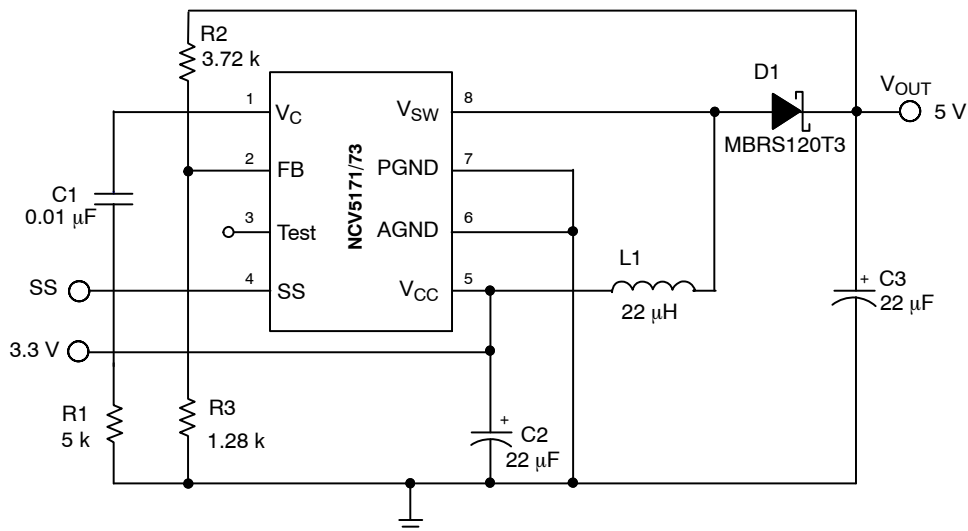 R2
3.72 k
D1
V_OUT
5 V
1
V_C
V_SW
8
MBRS120T3
2
FB
PGND
7
NCV5171/73
C1
0.01 μF
3
Test
AGND
6
L1
22 μH
SS
4
SS
V_CC
5
C3
+
22 μF
3.3 V
R1
5 k
R3
1.28 k
+
C2
22 μF